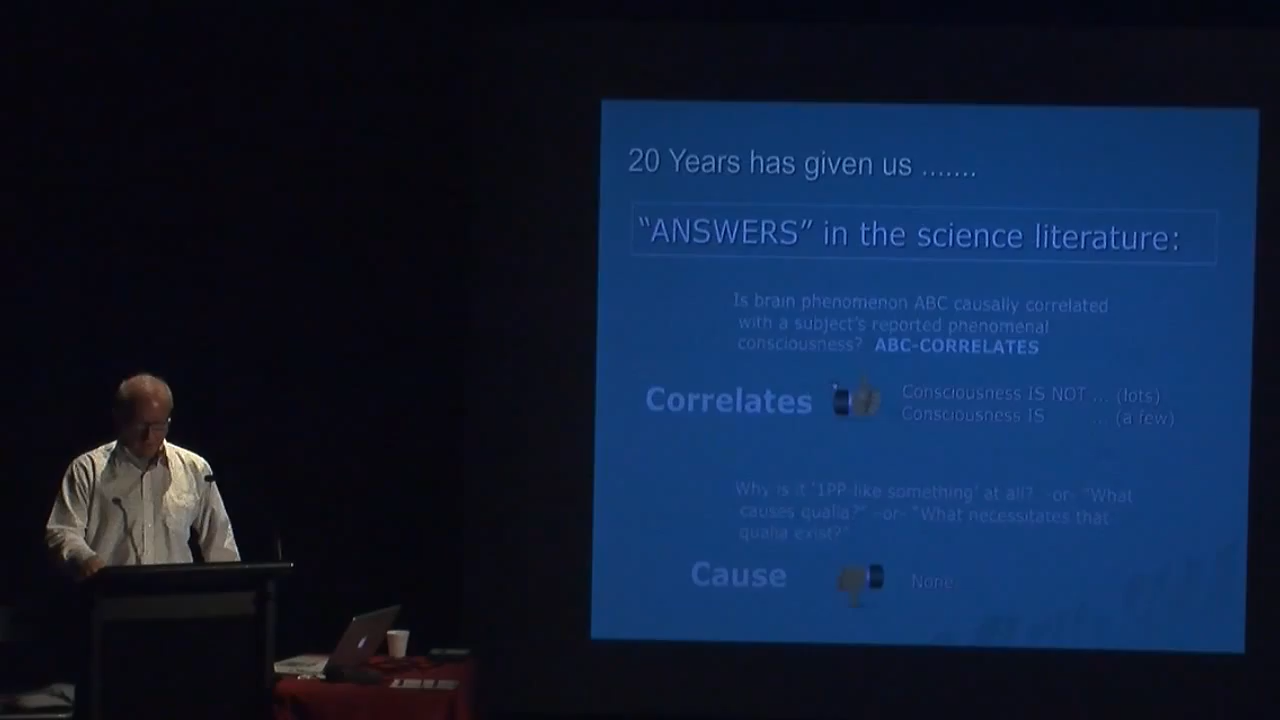 20 Years has given us .......
“ANSWERS” in the science literature:
Is brain phenomenon ABC causally correlated
with a subject’s reported phenomenal
consciousness? ABC-CORRELATES
Correlates
Consciousness IS NOT ... (lots)
Consciousness IS ... (a few)
Why is it ‘1PP-like something’ at all? -or- “What
causes qualia?” -or- “What necessitates that
qualia exist?”
Cause
None